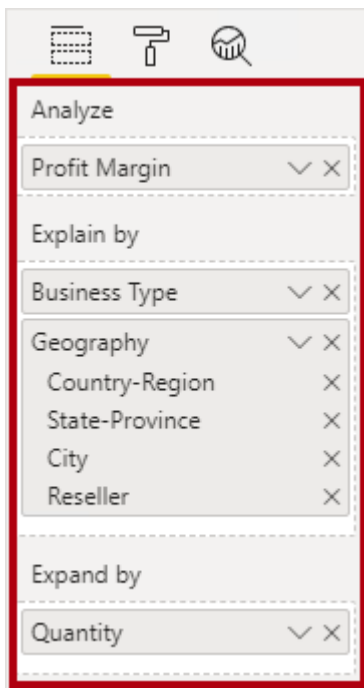 Analyze
Profit Margin
Explain by
Business Type
Geography
Country-Region
State-Province
City
Reseller
Expand by
Quantity